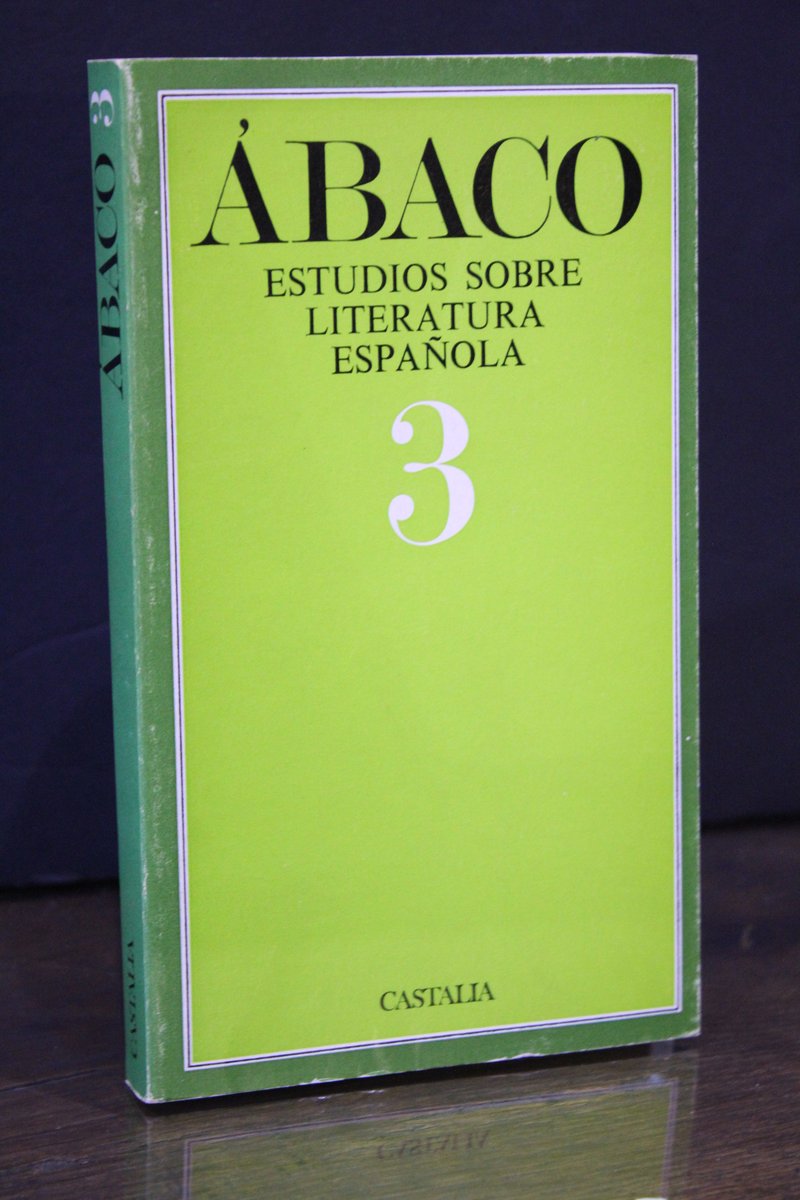 ÁBACO
ESTUDIOS SOBRE
LITERATURA
ESPAÑOLA
3
CASTALIA
ÁBACO 3
CASTALIA